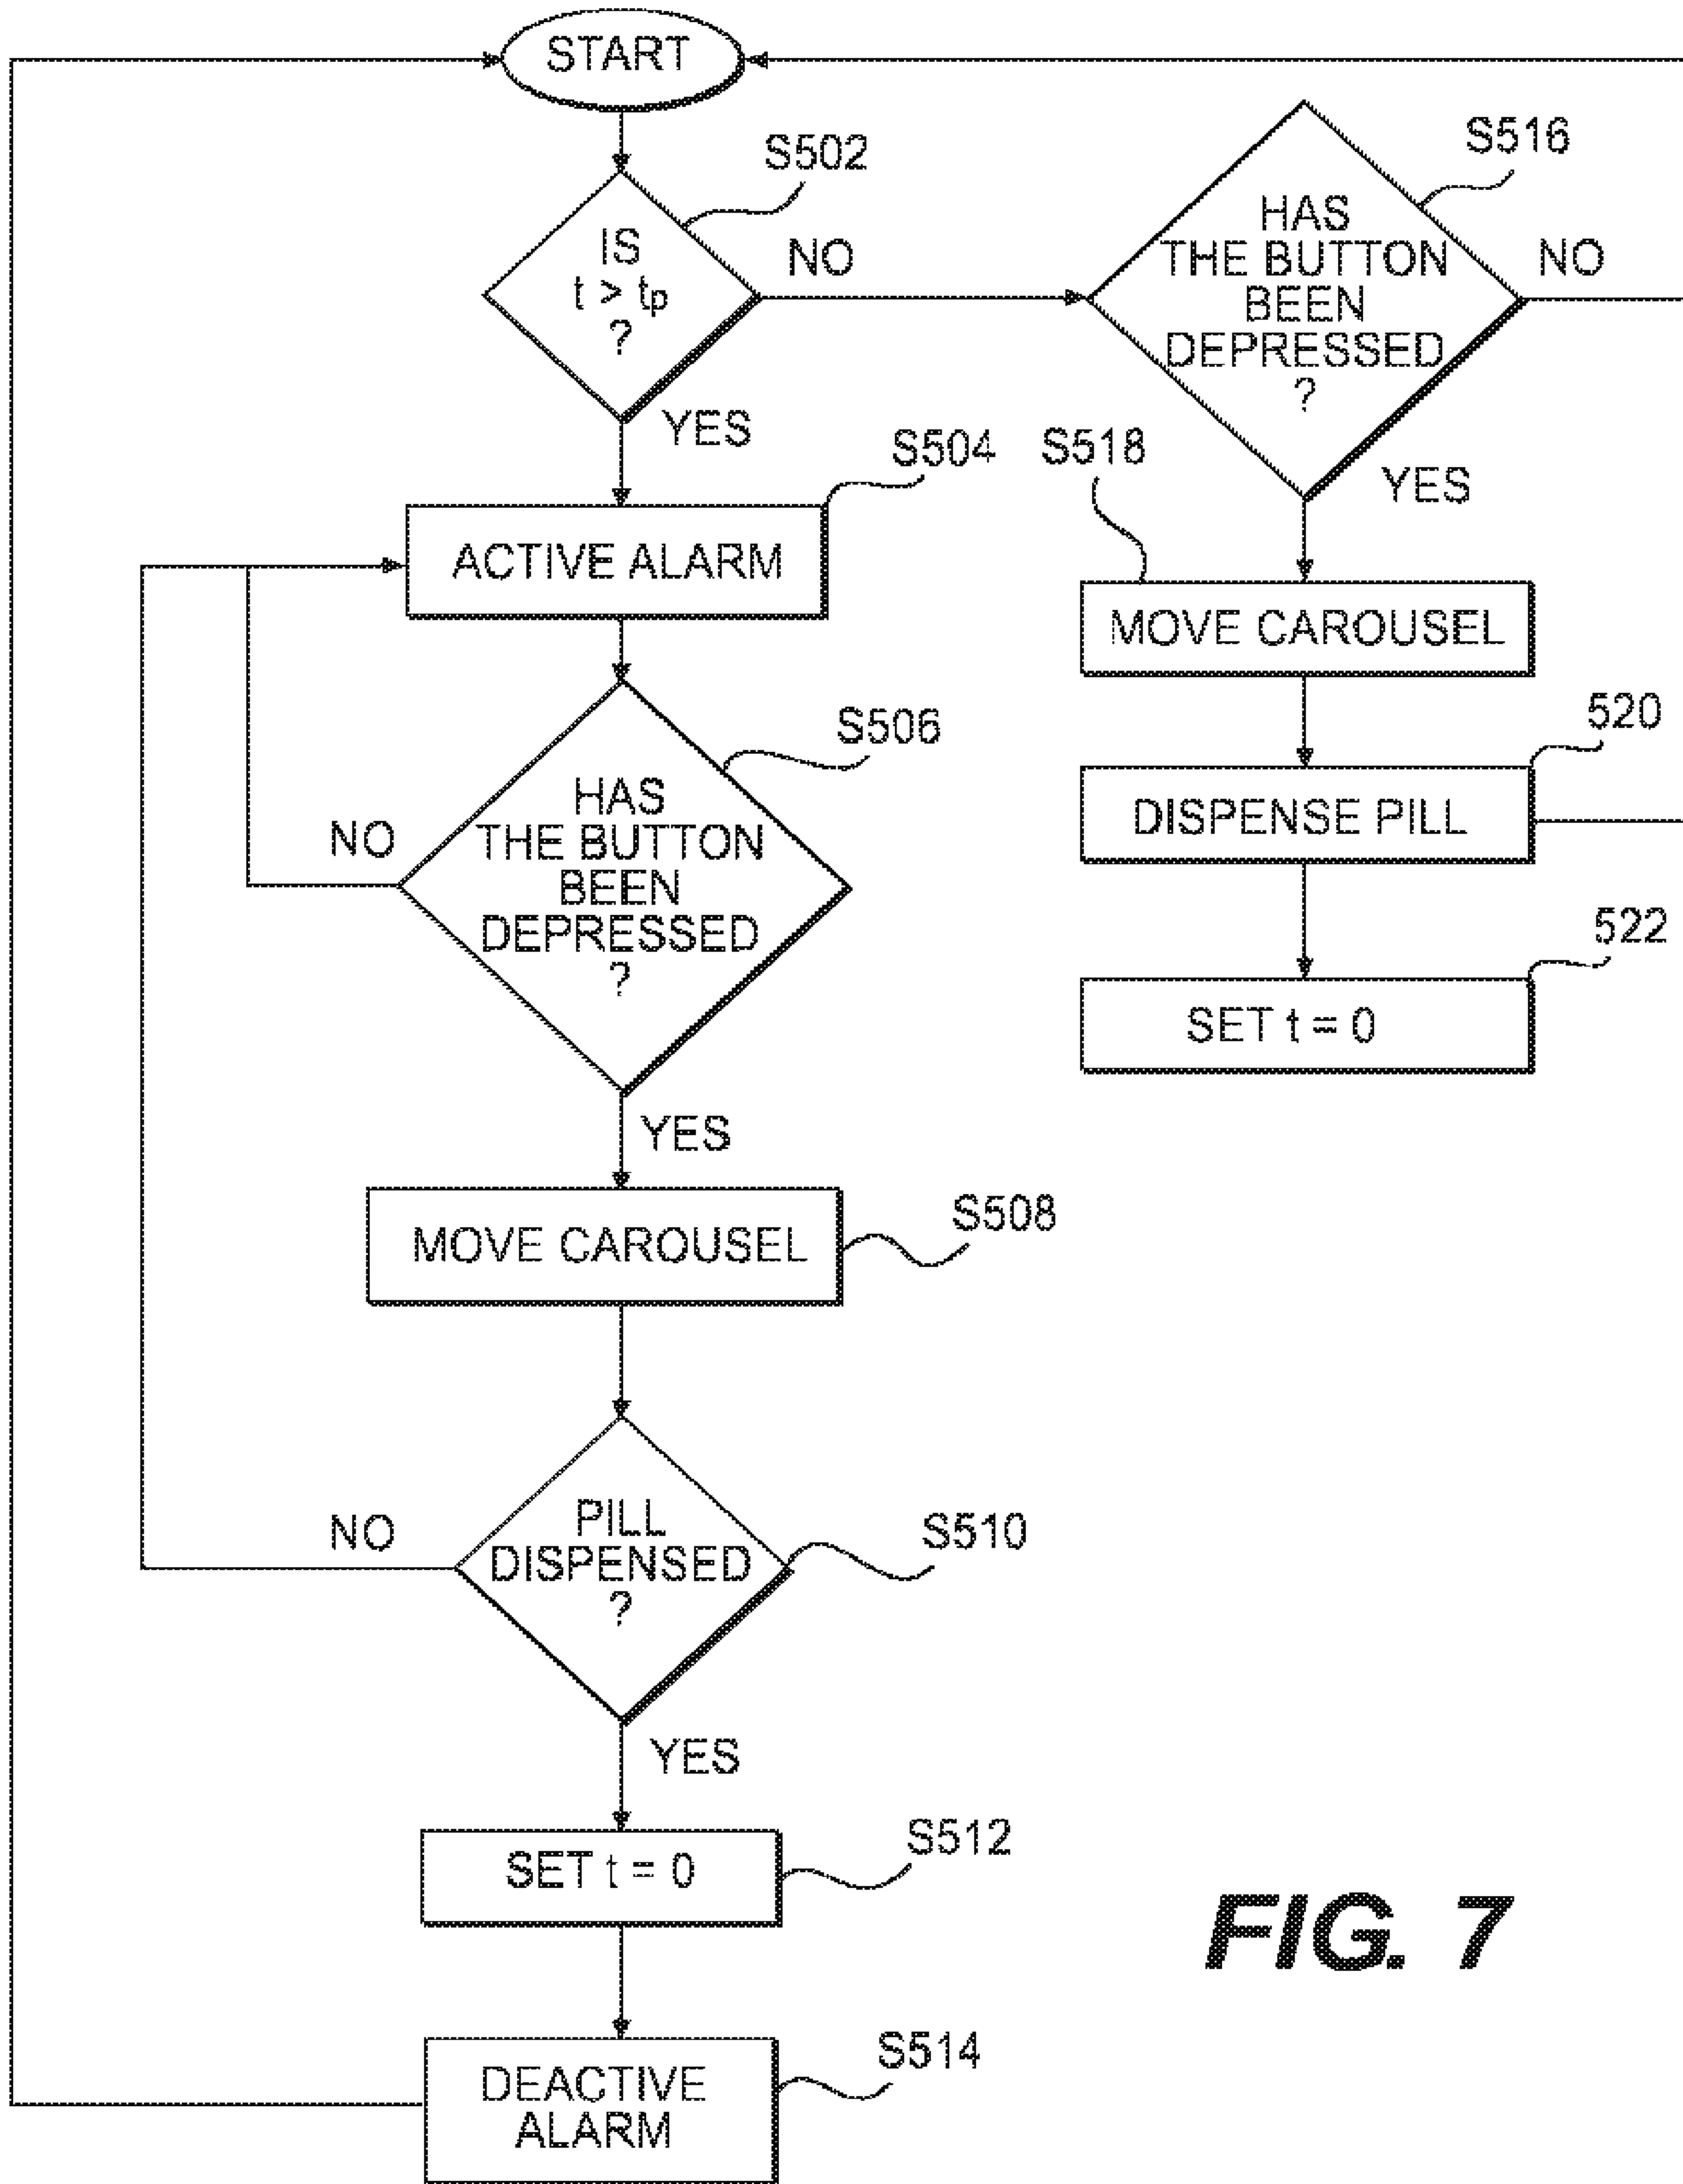 START
S502
IS
t > tp
?
NO
YES
S516
HAS
THE BUTTON
BEEN
DEPRESSED
?
NO
YES
S504
ACTIVE ALARM
S518
MOVE CAROUSEL
S506
HAS
THE BUTTON
BEEN
DEPRESSED
?
NO
YES
520
DISPENSE PILL
522
SET t = 0
S508
MOVE CAROUSEL
S510
PILL
DISPENSED
?
NO
YES
S512
SET t = 0
S514
DEACTIVE
ALARM
FIG. 7